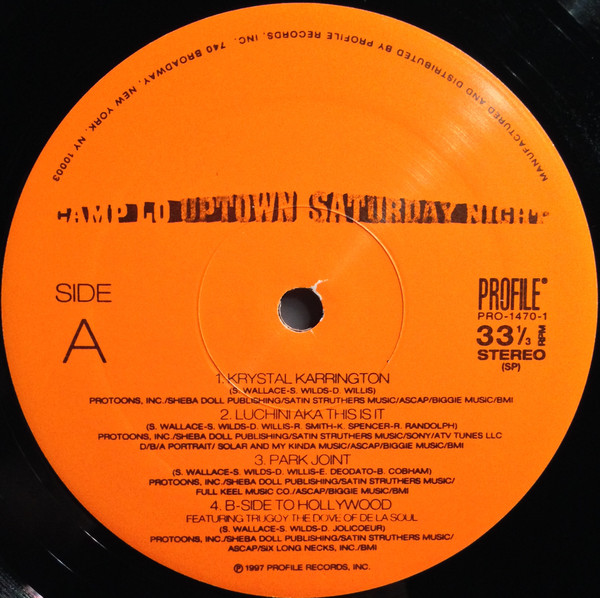 MANUFACTURED AND DISTRIBUTED BY PROFILE RECORDS, INC. 740 BROADWAY, NEW YORK, NY 10003
CAMP LO UPTOWN SATURDAY NIGHT
SIDE
A
PROFILE
PRO-1470-1
33⅓ RPM
STEREO
(SP)
1. KRYSTAL KARRINGTON
(S. WALLACE-S. WILDS-D. WILLIS)
PROTOONS, INC./SHEBA DOLL PUBLISHING/SATIN STRUTHERS MUSIC/ASCAP/BIGGIE MUSIC/BMI
2. LUCHINI AKA THIS IS IT
(S. WALLACE-S. WILDS-D. WILLIS-R. SMITH-K. SPENCER-R. RANDOLPH)
PROTOONS, INC./SHEBA DOLL PUBLISHING/SATIN STRUTHERS MUSIC/SONY/ATV TUNES LLC
D/B/A PORTRAIT/ SOLAR AND MY KINDA MUSIC/ASCAP/BIGGIE MUSIC/BMI
3. PARK JOINT
(S. WALLACE-S. WILDS-D. WILLIS-E. DEODATO-B. COBHAM)
PROTOONS, INC./SHEBA DOLL PUBLISHING/SATIN STRUTHERS MUSIC/
FULL KEEL MUSIC CO./ASCAP/BIGGIE MUSIC/BMI
4. B-SIDE TO HOLLYWOOD
FEATURING TRUGOY THE DOVE OF DE LA SOUL
(S. WALLACE-S. WILDS-D. JOLICOEUR)
PROTOONS, INC./SHEBA DOLL PUBLISHING/SATIN STRUTHERS MUSIC/
ASCAP/SIX LONG NECKS, INC./BMI
℗ 1997 PROFILE RECORDS, INC.